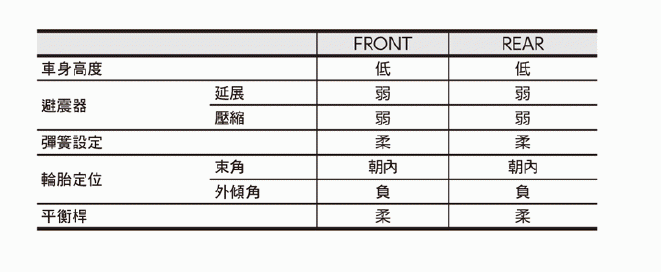 FRONT REAR
車身高度 低 低
避震器 延展 弱 弱
壓縮 弱 弱
彈簧設定 柔 柔
輪胎定位 束角 朝內 朝內
外傾角 負 負
平衡桿 柔 柔